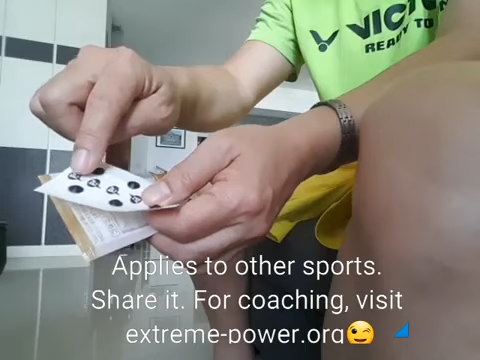 VICTO
READY TO
Applies to other sports.
Share it. For coaching, visit
extreme-power.org😉